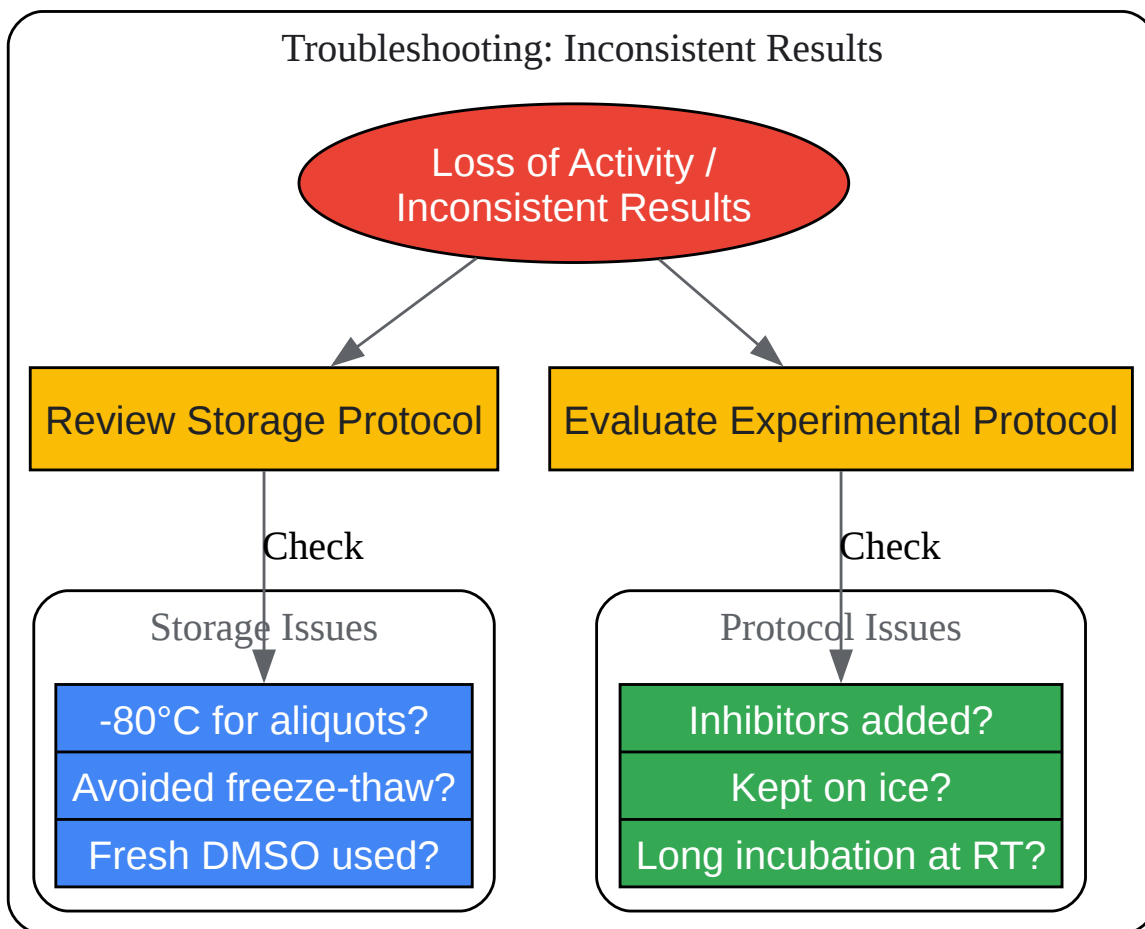 Troubleshooting: Inconsistent Results
Loss of Activity /
Inconsistent Results
Review Storage Protocol
Evaluate Experimental Protocol
Check
Check
Storage Issues
-80°C for aliquots?
Avoided freeze-thaw?
Fresh DMSO used?
Protocol Issues
Inhibitors added?
Kept on ice?
Long incubation at RT?